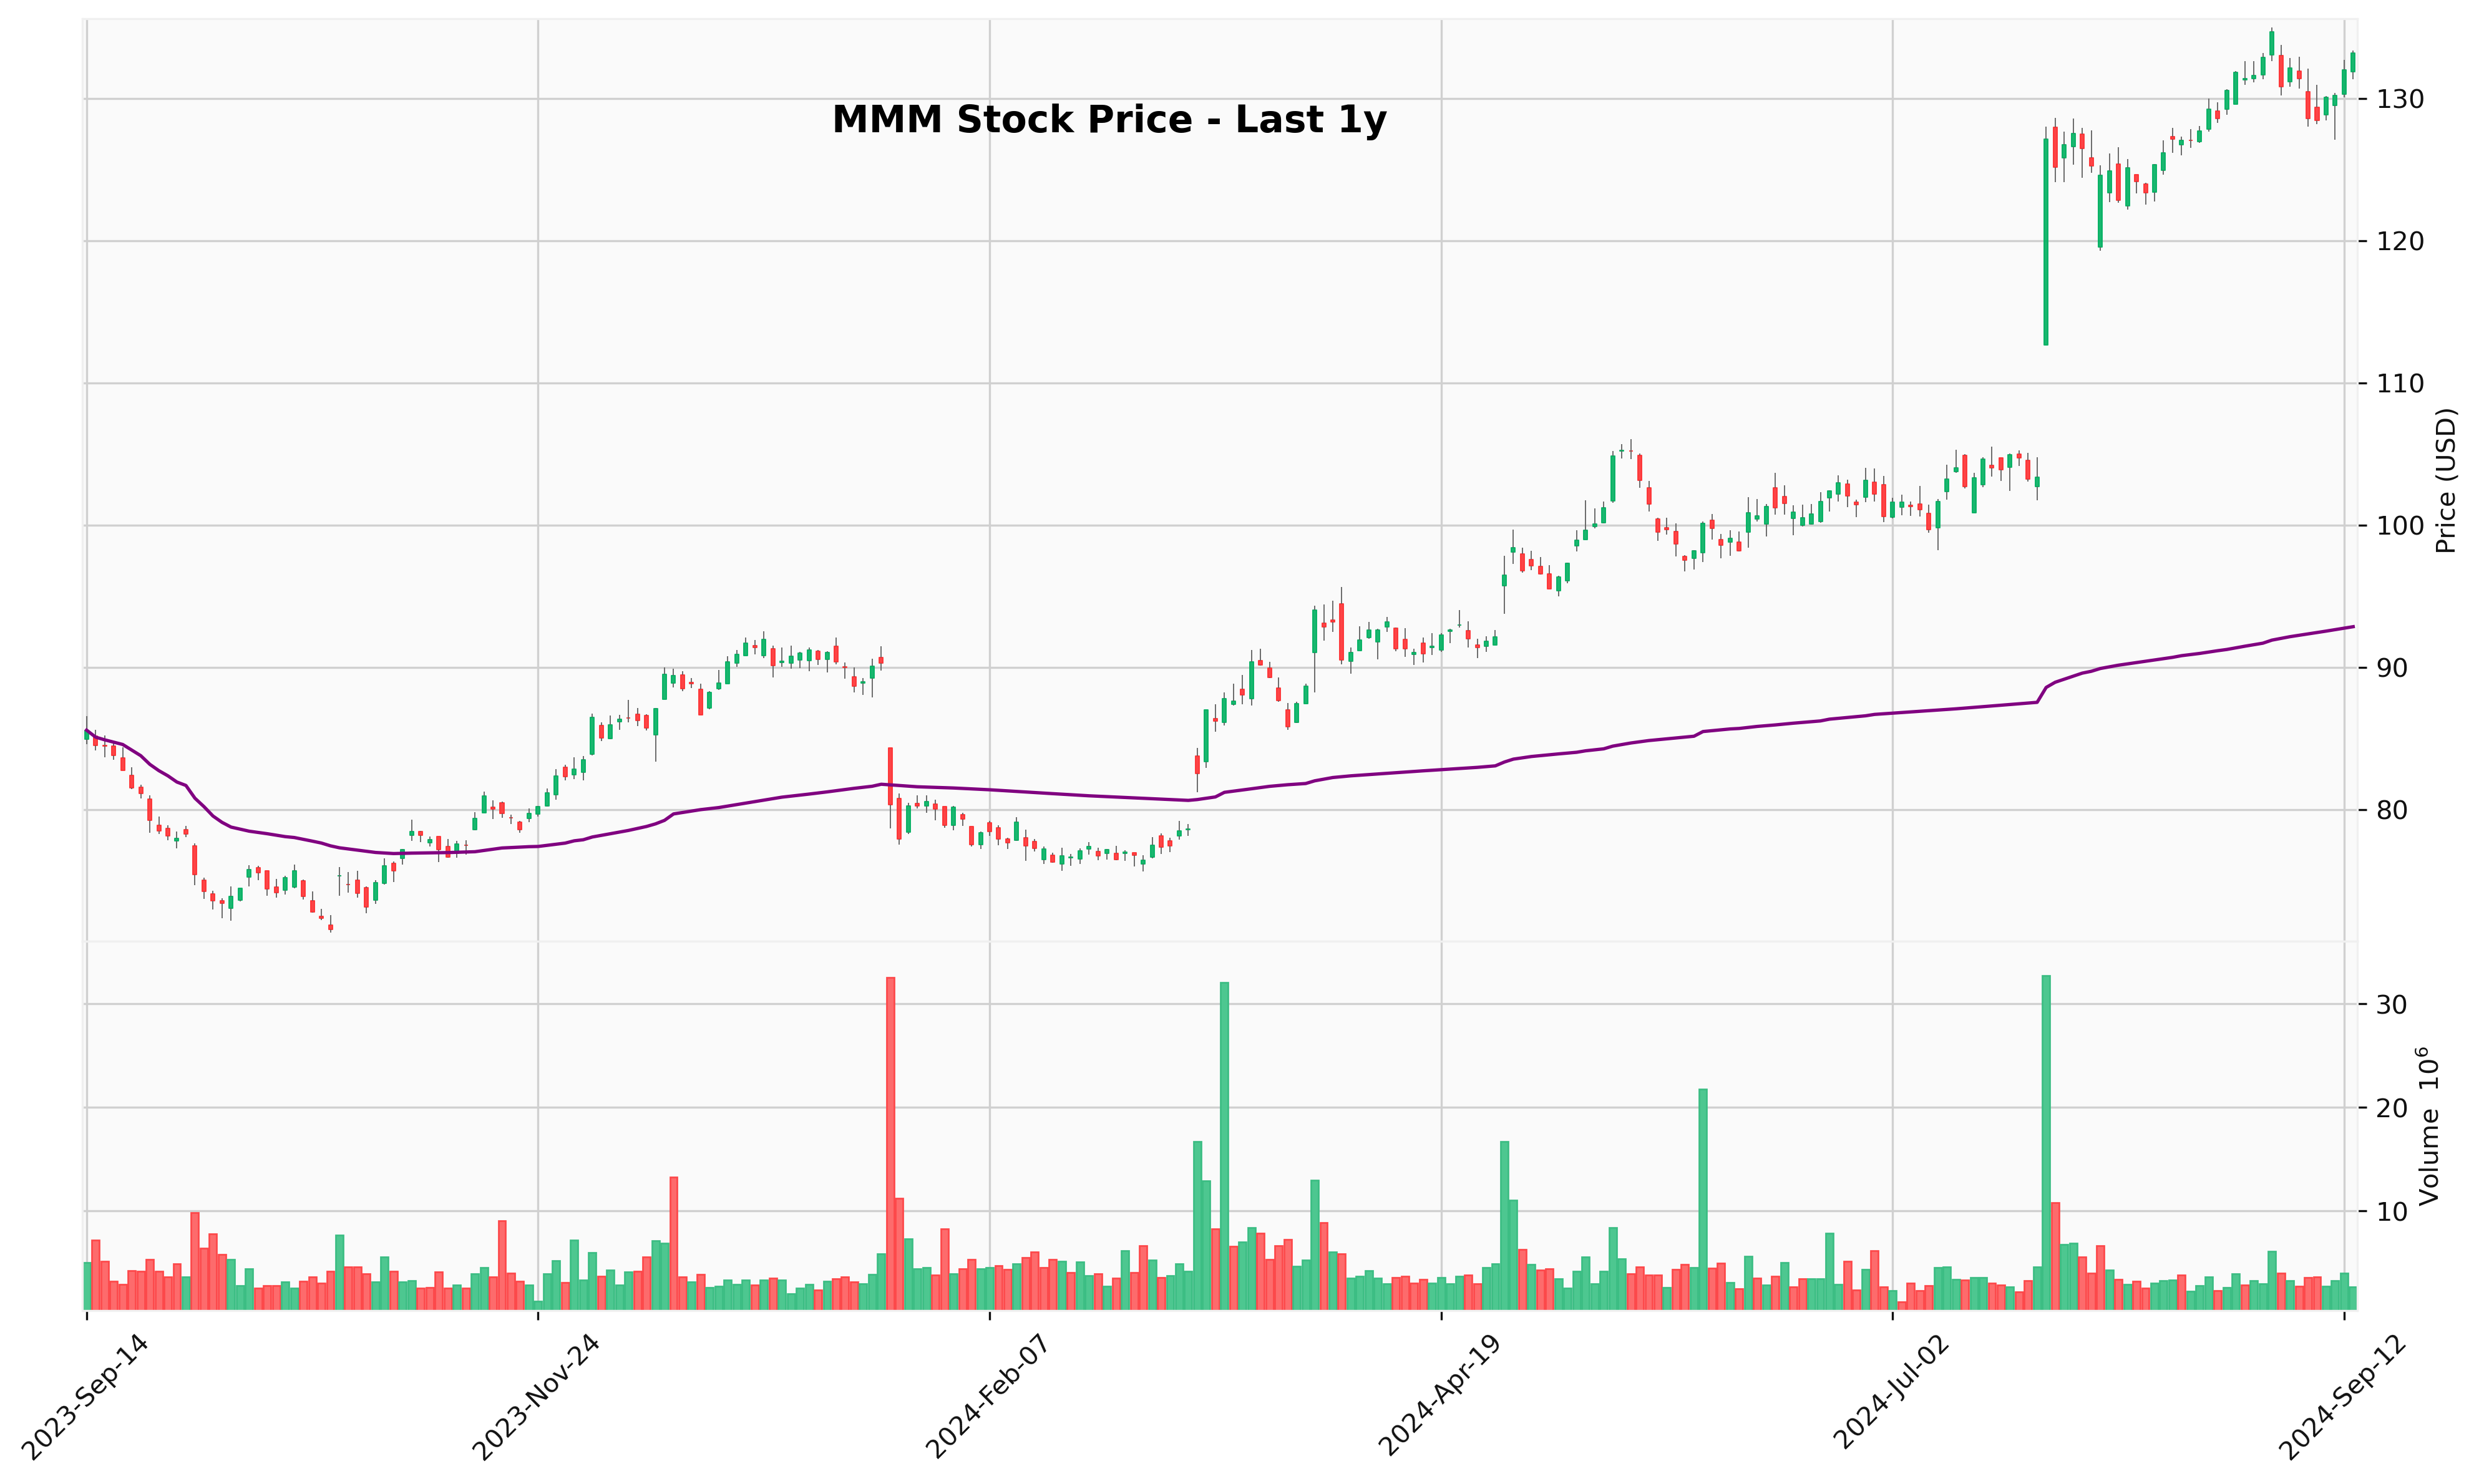 MMM Stock Price - Last 1y
130
120
110
100
90
80
Price (USD)
30
20
10
Volume 10⁶
2023-Sep-14
2023-Nov-24
2024-Feb-07
2024-Apr-19
2024-Jul-02
2024-Sep-12